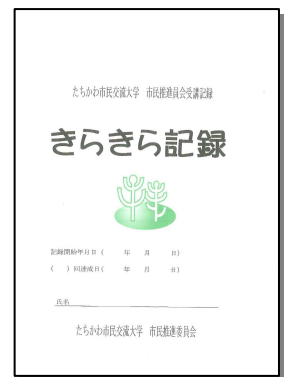 たちかわ市民交流大学 市民推進員会受講記録
きらきら記録
記録開始年月日( 年 月 日)
( )回達成日( 年 月 日)
氏名
たちかわ市民交流大学 市民推進委員会